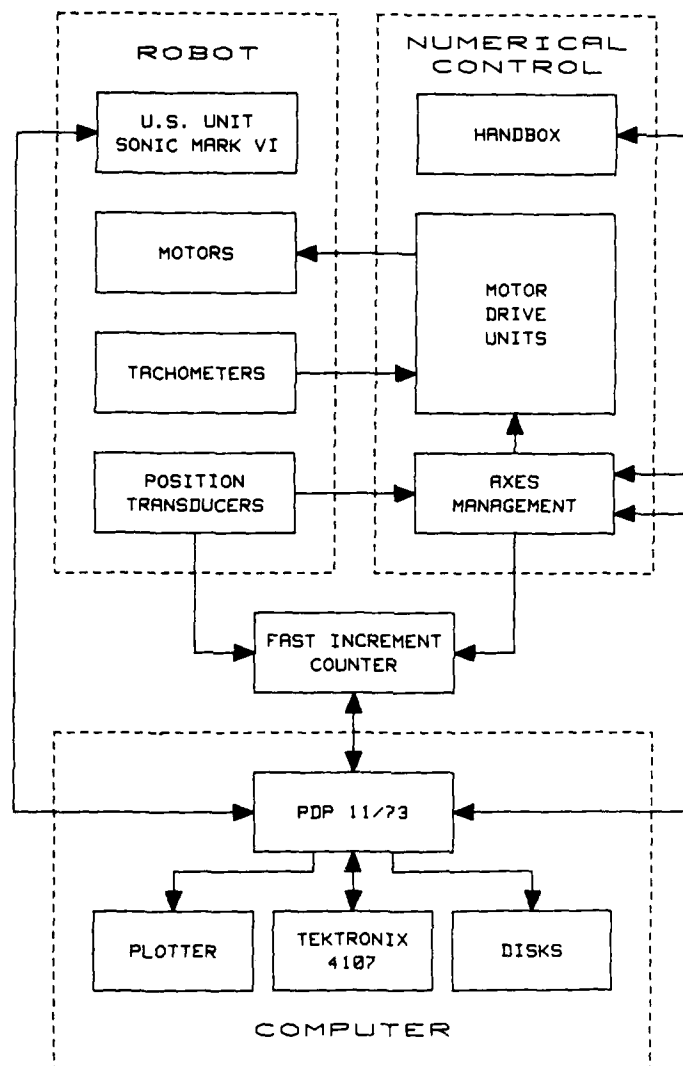 ROBOT
NUMERICAL
CONTROL
U.S. UNIT
SONIC MARK VI
HANDBOX
MOTORS
MOTOR
DRIVE
UNITS
TACHOMETERS
POSITION
TRANSDUCERS
AXES
MANAGEMENT
FAST INCREMENT
COUNTER
PDP 11/73
PLOTTER
TEKTRONIX
4107
DISKS
COMPUTER